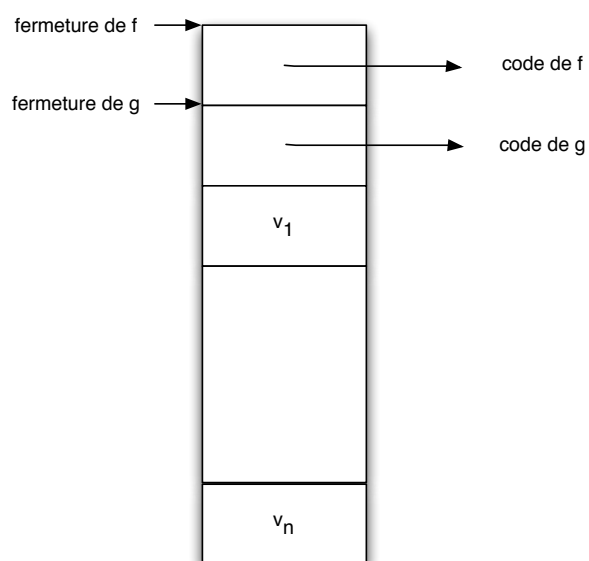 fermeture de f
code de f
fermeture de g
code de g
v1
vn